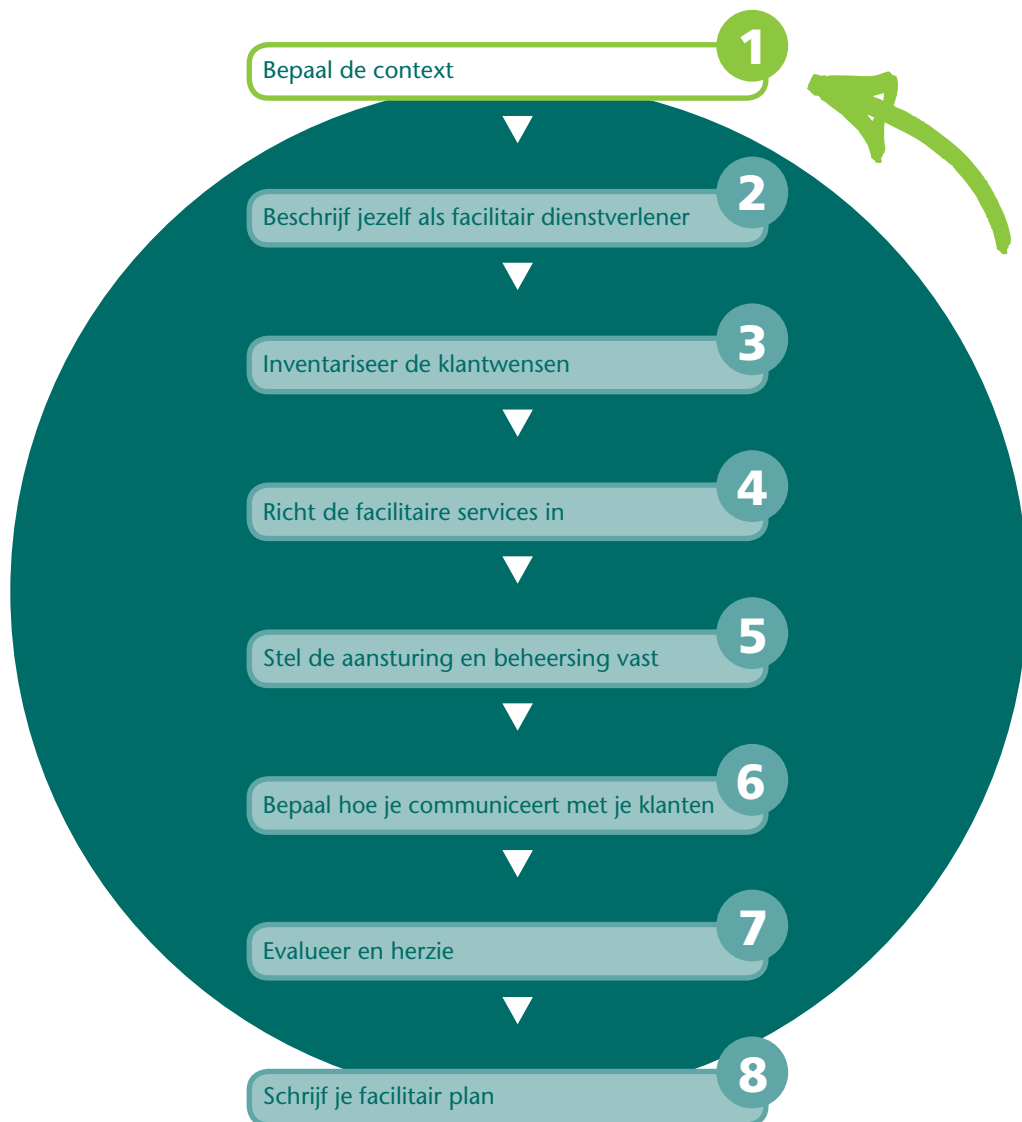 1
Bepaal de context
2
Beschrijf jezelf als facilitair dienstverlener
3
Inventariseer de klantwensen
4
Richt de facilitaire services in
5
Stel de aansturing en beheersing vast
6
Bepaal hoe je communiceert met je klanten
7
Evalueer en herzie
8
Schrijf je facilitair plan